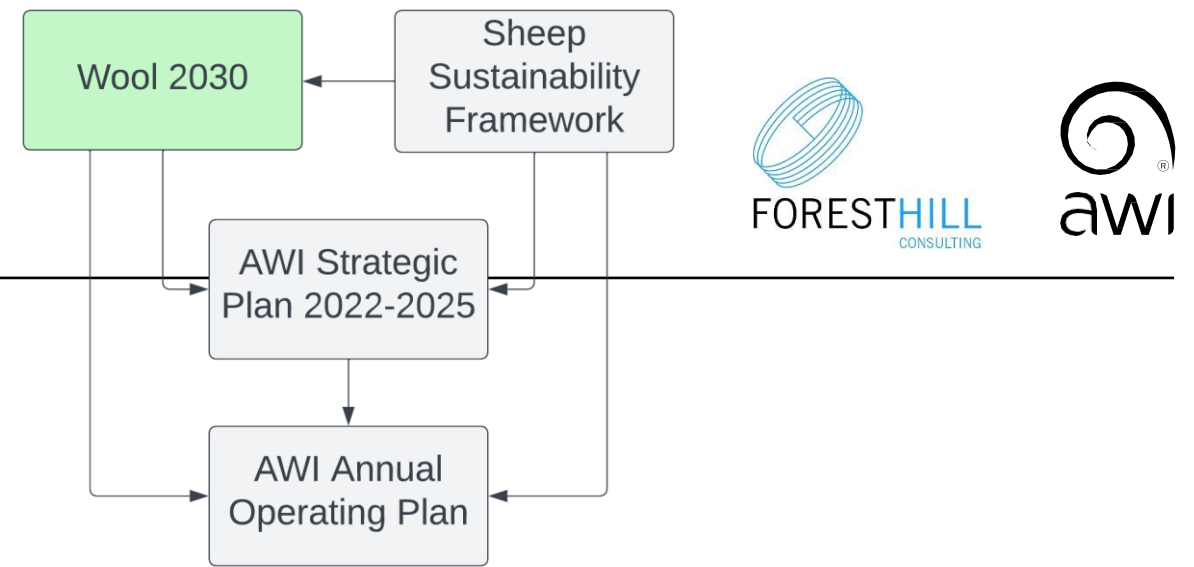 Wool 2030
Sheep
Sustainability
Framework
FORESTHILL
CONSULTING
®
awi
AWI Strategic
Plan 2022-2025
AWI Annual
Operating Plan